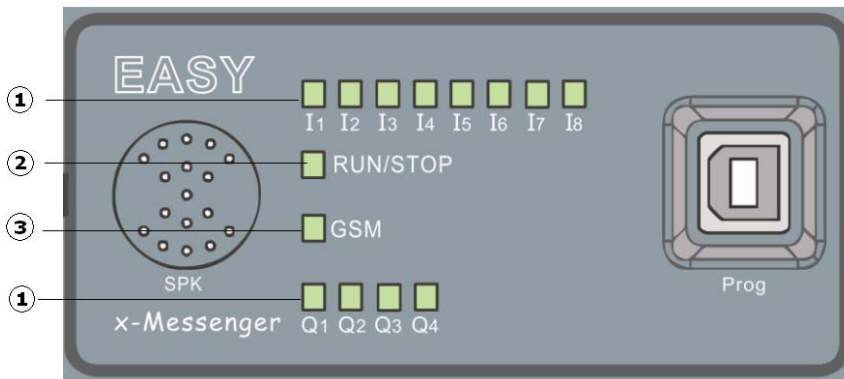 EASY
① I1 I2 I3 I4 I5 I6 I7 I8
② RUN/STOP
③ GSM
SPK
Prog
① Q1 Q2 Q3 Q4
x-Messenger